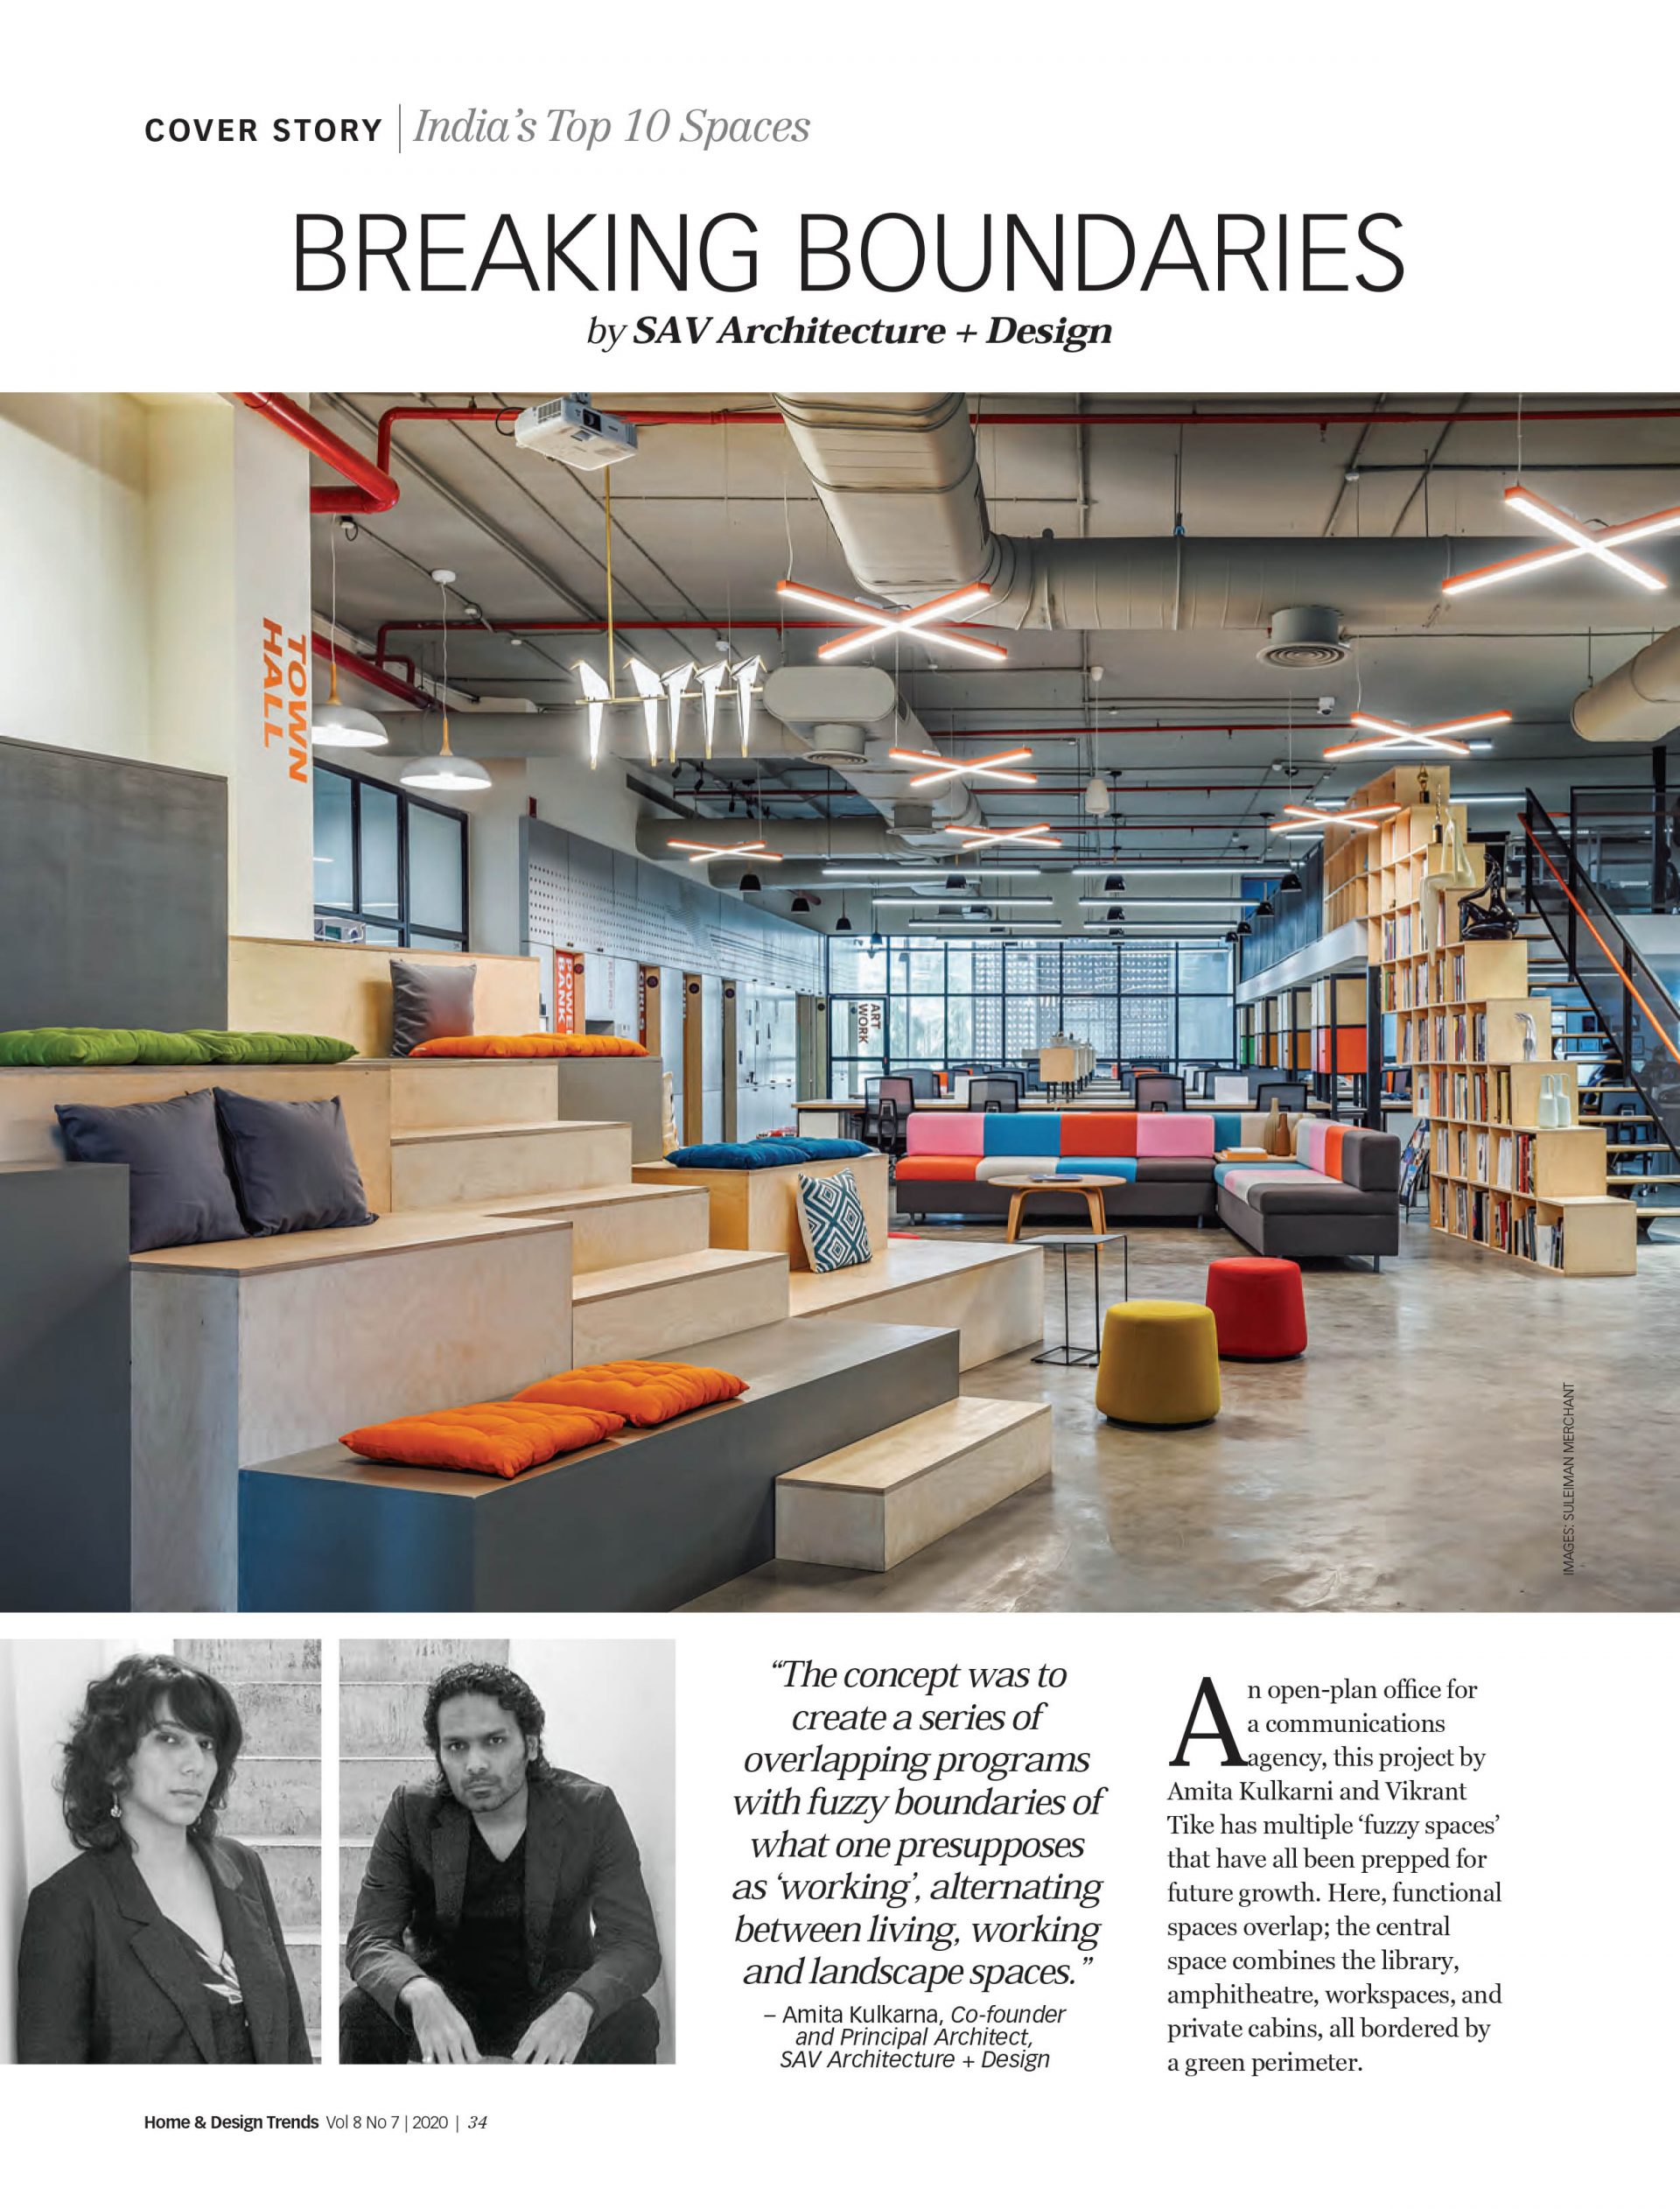 COVER STORY | India's Top 10 Spaces
BREAKING BOUNDARIES
by SAV Architecture + Design
TOWN
HALL
POWER
BANK
ART
WORK
IMAGES: SULEIMAN MERCHANT
“The concept was to
create a series of
overlapping programs
with fuzzy boundaries of
what one presupposes
as ‘working’, alternating
between living, working
and landscape spaces.”
– Amita Kulkarna, Co-founder
and Principal Architect,
SAV Architecture + Design
An open-plan office for
a communications
agency, this project by
Amita Kulkarni and Vikrant
Tike has multiple ‘fuzzy spaces’
that have all been prepped for
future growth. Here, functional
spaces overlap; the central
space combines the library,
amphitheatre, workspaces, and
private cabins, all bordered by
a green perimeter.
Home & Design Trends Vol 8 No 7 | 2020 | 34